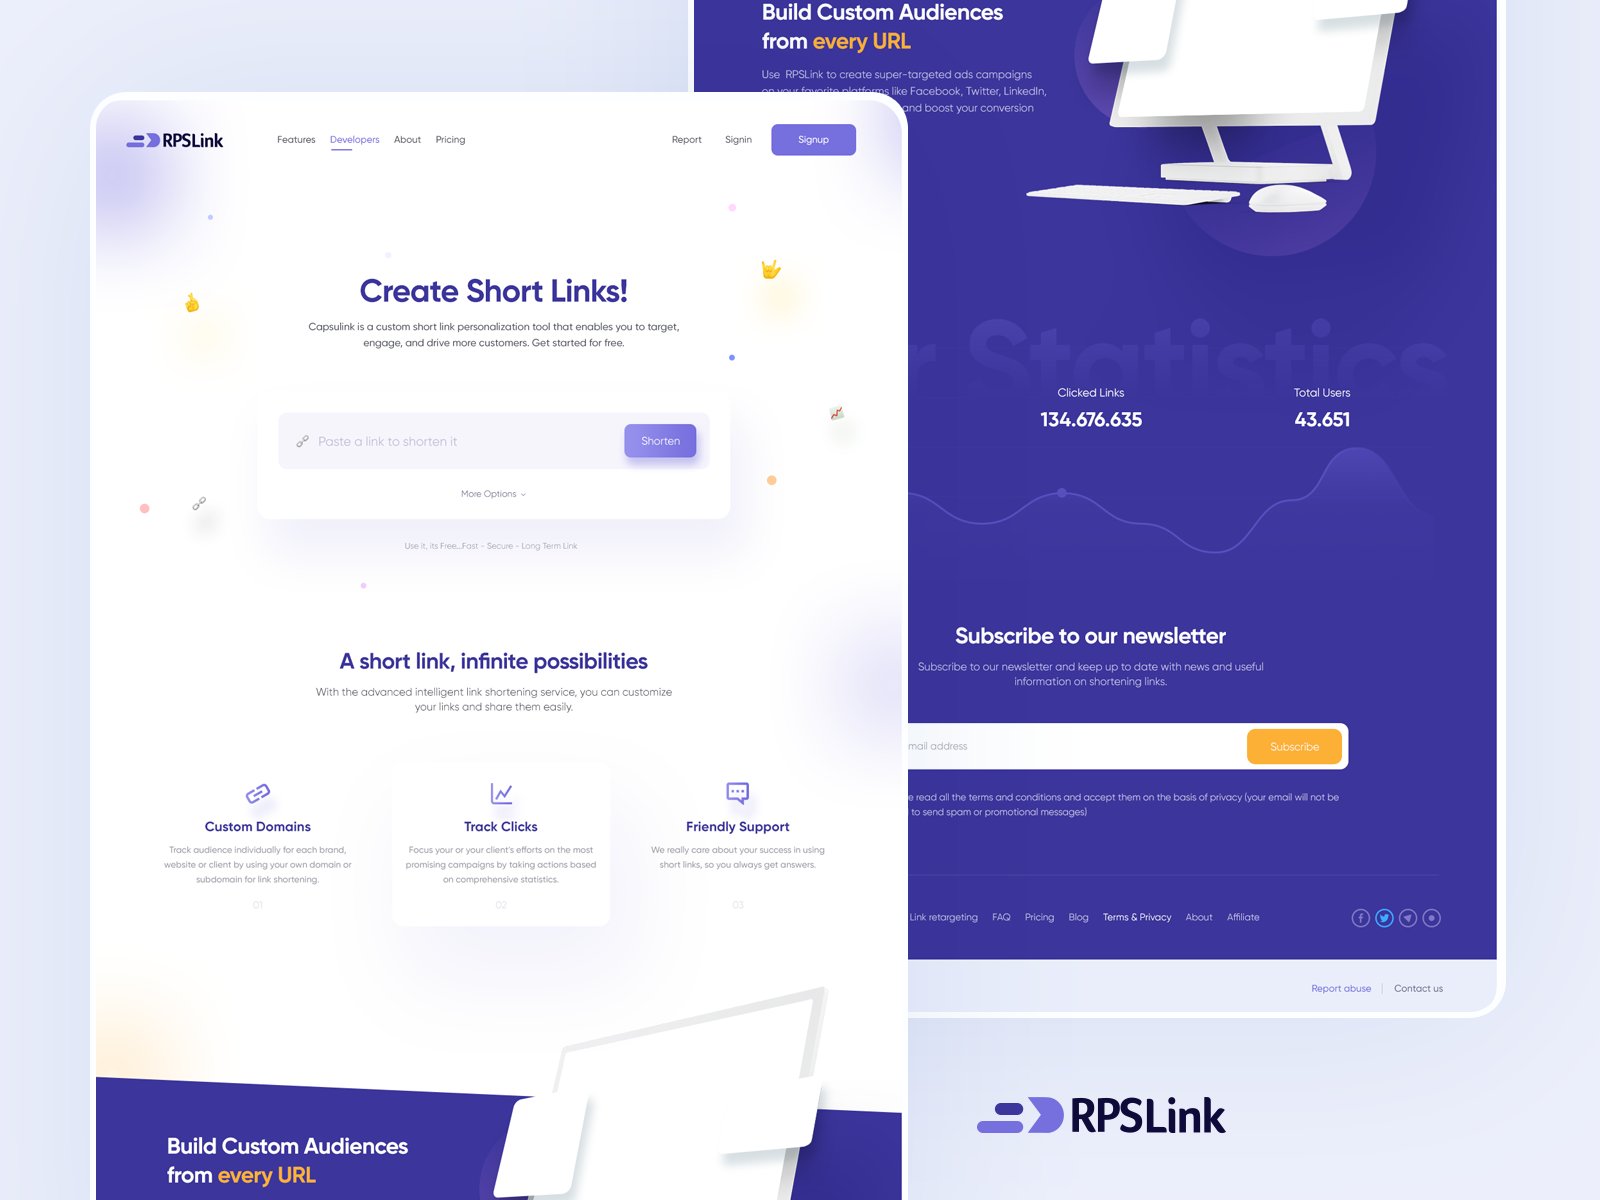 RPSLink
Features Developers About Pricing
Report Signin Signup
Create Short Links!
Capsulink is a custom short link personalization tool that enables you to target,
engage, and drive more customers. Get started for free.
Paste a link to shorten it
Shorten
More Options
Use it, its Free...Fast - Secure - Long Term Link
A short link, infinite possibilities
With the advanced intelligent link shortening service, you can customize
your links and share them easily.
Custom Domains
Track audience individually for each brand,
website or client by using your own domain or
subdomain for link shortening.
01
Track Clicks
Focus your or your client's efforts on the most
promising campaigns by taking actions based
on comprehensive statistics.
02
Friendly Support
We really care about your success in using
short links, so you always get answers.
03
Build Custom Audiences
from every URL
Build Custom Audiences
from every URL
Use RPSLink to create super-targeted ads campaigns
on your favorite platforms like Facebook, Twitter, LinkedIn,
and boost your conversion
r Statistics
Clicked Links
134.676.635
Total Users
43.651
Subscribe to our newsletter
Subscribe to our newsletter and keep up to date with news and useful
information on shortening links.
mail address
Subscribe
e read all the terms and conditions and accept them on the basis of privacy (your email will not be
to send spam or promotional messages)
Link retargeting FAQ Pricing Blog Terms & Privacy About Affiliate
Report abuse | Contact us
RPSLink